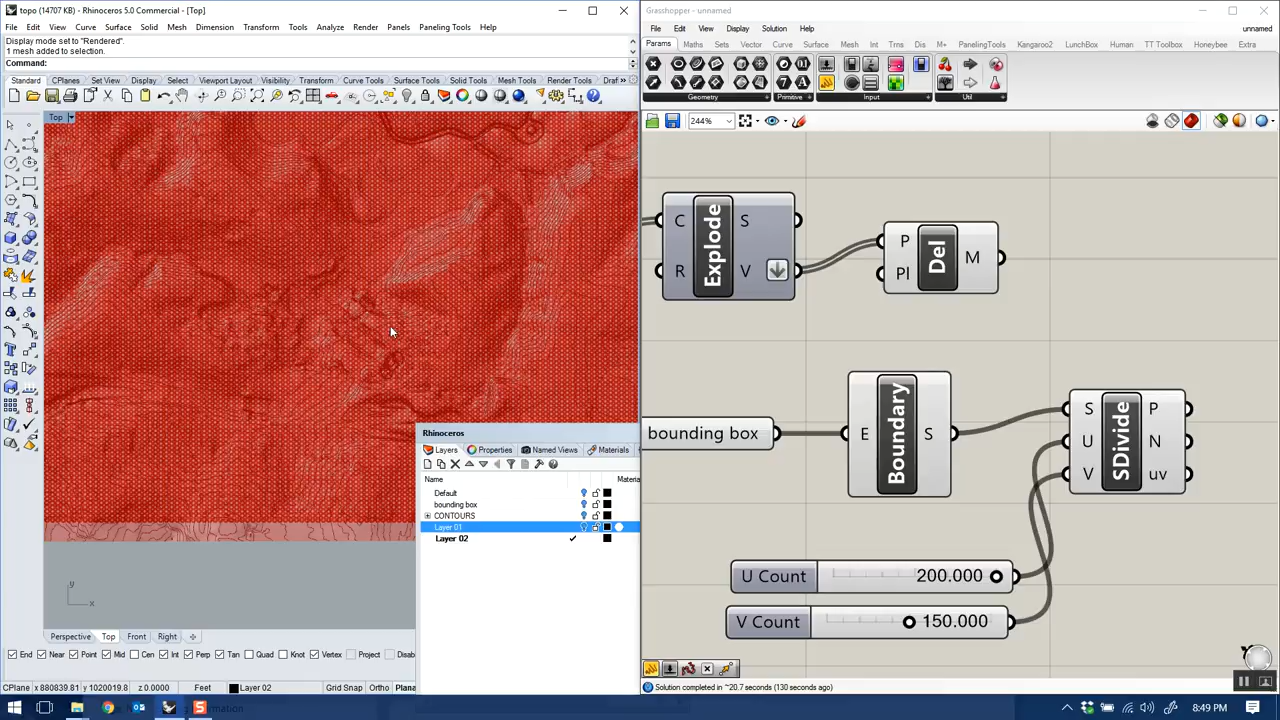 topo (14707 KB) - Rhinoceros 5.0 Commercial - [Top]
File Edit View Curve Surface Solid Mesh Dimension Transform Tools Analyze Render Panels Paneling Tools Help
Display mode set to "Rendered".
1 mesh added to selection.
Command:
Standard CPlanes Set View Display Select Viewport Layout Visibility Transform Curve Tools Surface Tools Solid Tools Mesh Tools Render Tools Draf »
Top
Rhinoceros
Layers Properties Named Views Materials
Name Materia
Default
bounding box
CONTOURS
Layer 01
Layer 02
y
x
Perspective Top Front Right
End Near Point Mid Cen Int Perp Tan Quad Knot Vertex Project Disab
CPlane x 880839.81 y 1020019.8 z 0.0000 Feet Layer 02 Grid Snap Ortho Plana
Grasshopper - unnamed
File Edit View Display Solution Help unnamed
Params Maths Sets Vector Curve Surface Mesh Int Trns Dis M+ PanelingTools Kangaroo2 LunchBox Human TT Toolbox Honeybee Extra
Geometry Primitive Input Util
244%
C S
R V
Explode
P
Pl
Del
M
bounding box
E
Boundary
S
S P
U N
V uv
SDivide
U Count 200.000
V Count 150.000
Solution completed in ~20.7 seconds (130 seconds ago)
8:49 PM